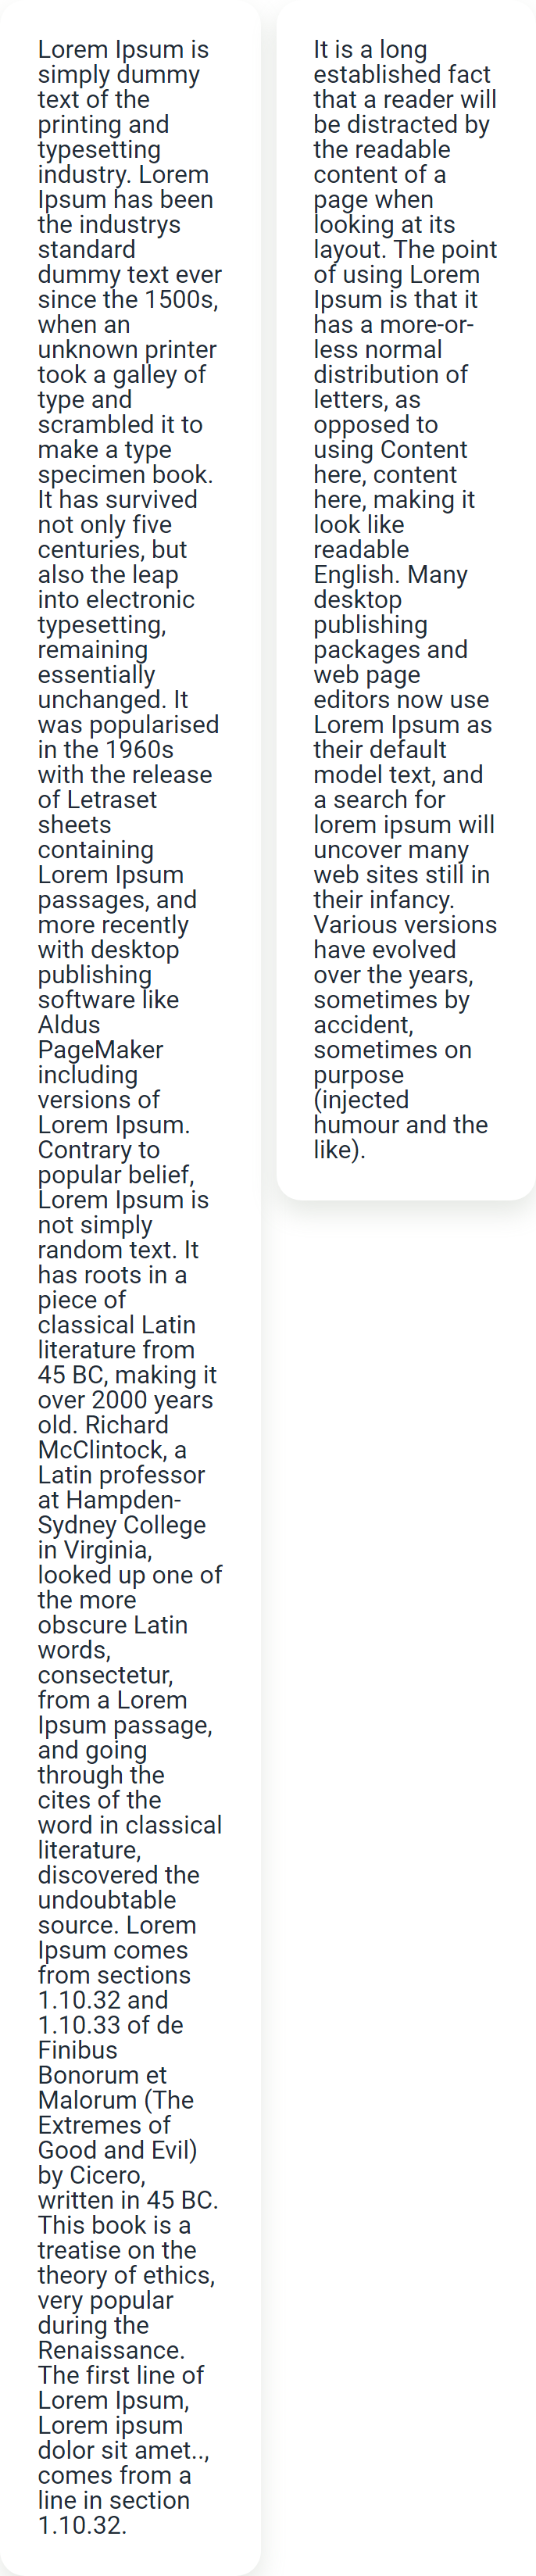 Lorem Ipsum is
simply dummy
text of the
printing and
typesetting
industry. Lorem
Ipsum has been
the industrys
standard
dummy text ever
since the 1500s,
when an
unknown printer
took a galley of
type and
scrambled it to
make a type
specimen book.
It has survived
not only five
centuries, but
also the leap
into electronic
typesetting,
remaining
essentially
unchanged. It
was popularised
in the 1960s
with the release
of Letraset
sheets
containing
Lorem Ipsum
passages, and
more recently
with desktop
publishing
software like
Aldus
PageMaker
including
versions of
Lorem Ipsum.
Contrary to
popular belief,
Lorem Ipsum is
not simply
random text. It
has roots in a
piece of
classical Latin
literature from
45 BC, making it
over 2000 years
old. Richard
McClintock, a
Latin professor
at Hampden-
Sydney College
in Virginia,
looked up one of
the more
obscure Latin
words,
consectetur,
from a Lorem
Ipsum passage,
and going
through the
cites of the
word in classical
literature,
discovered the
undoubtable
source. Lorem
Ipsum comes
from sections
1.10.32 and
1.10.33 of de
Finibus
Bonorum et
Malorum (The
Extremes of
Good and Evil)
by Cicero,
written in 45 BC.
This book is a
treatise on the
theory of ethics,
very popular
during the
Renaissance.
The first line of
Lorem Ipsum,
Lorem ipsum
dolor sit amet..,
comes from a
line in section
1.10.32.
It is a long
established fact
that a reader will
be distracted by
the readable
content of a
page when
looking at its
layout. The point
of using Lorem
Ipsum is that it
has a more-or-
less normal
distribution of
letters, as
opposed to
using Content
here, content
here, making it
look like
readable
English. Many
desktop
publishing
packages and
web page
editors now use
Lorem Ipsum as
their default
model text, and
a search for
lorem ipsum will
uncover many
web sites still in
their infancy.
Various versions
have evolved
over the years,
sometimes by
accident,
sometimes on
purpose
(injected
humour and the
like).